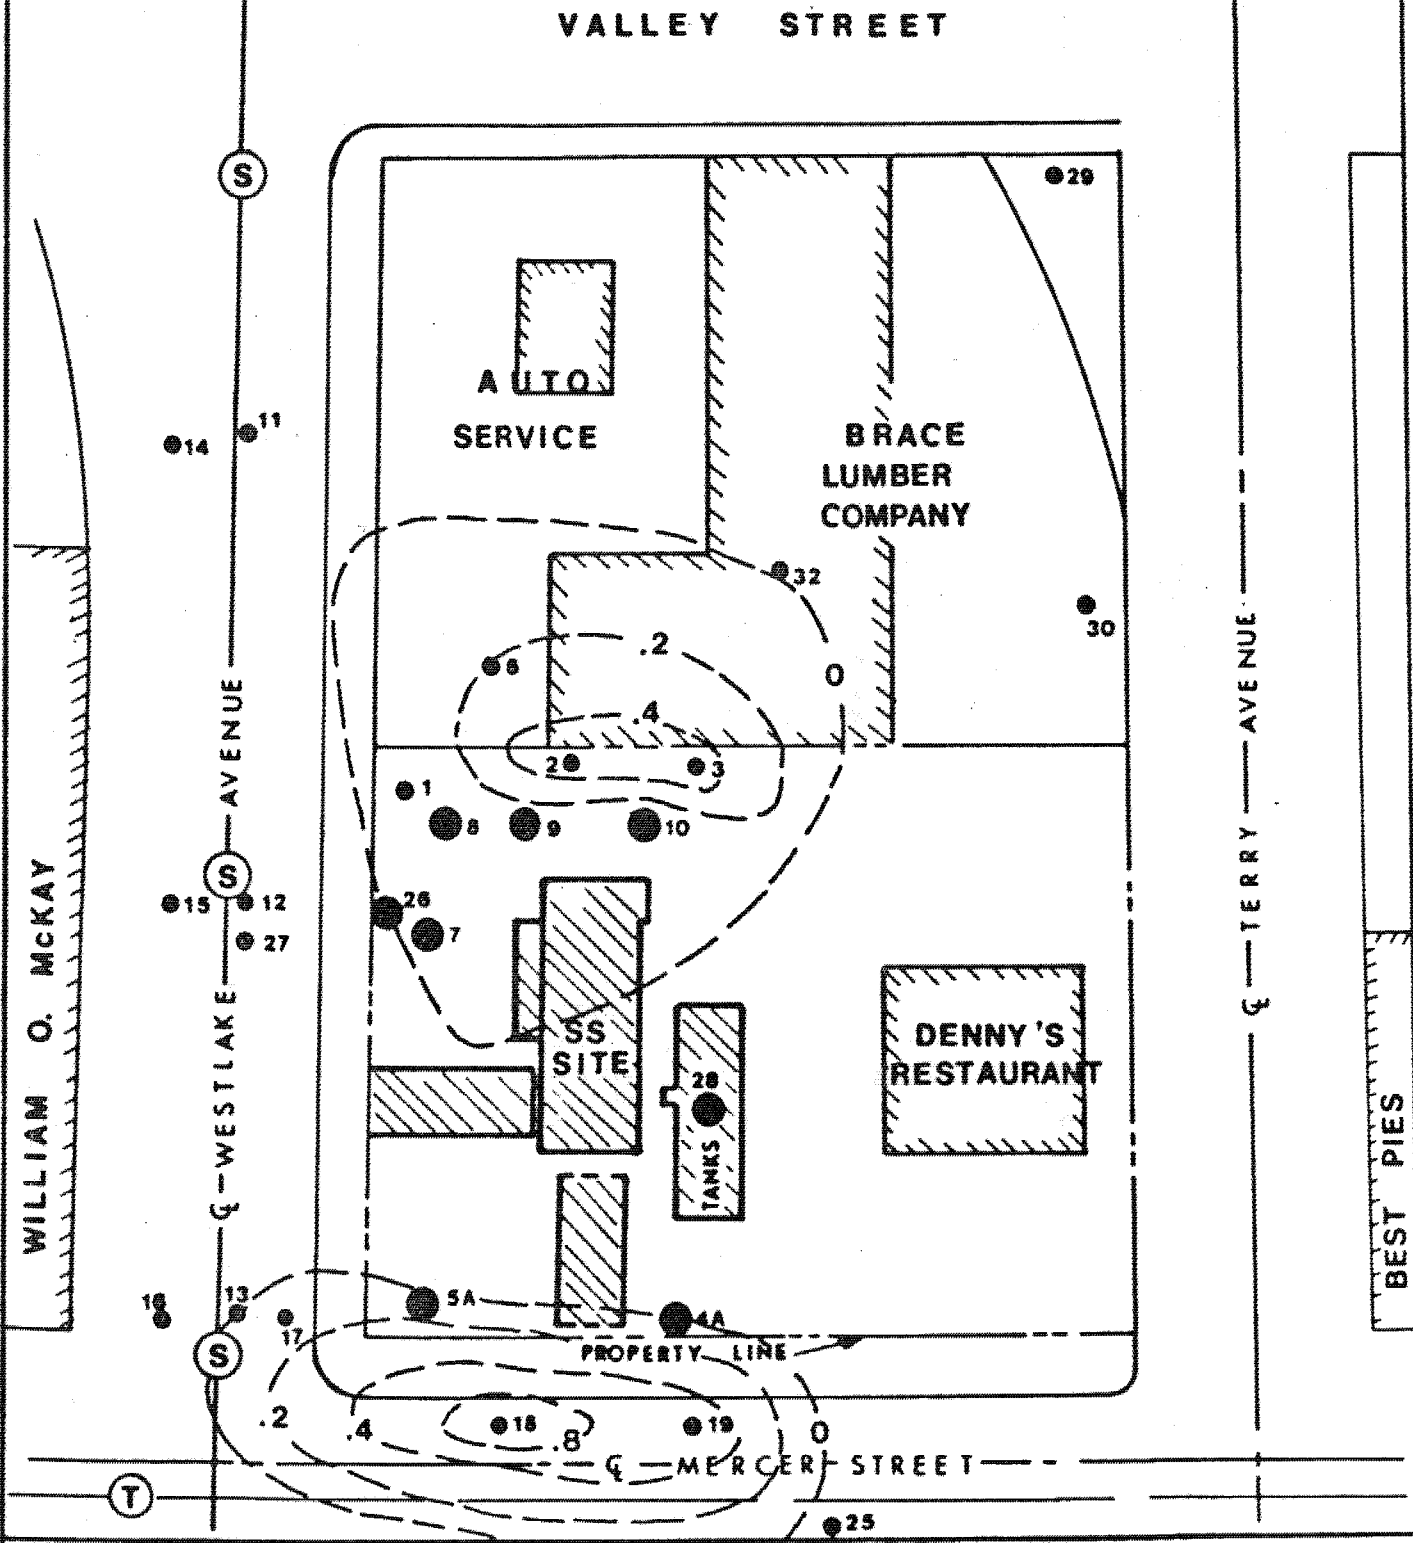 VALLEY STREET
S
29
AUTO
SERVICE
11
14
BRACE
LUMBER
COMPANY
32
30
.2
0
6
.4
2
3
1
8
9
10
S
15
12
26
27
7
SS
SITE
DENNY'S
RESTAURANT
28
TANKS
WILLIAM O. McKAY
℄ WESTLAKE AVENUE
℄ TERRY AVENUE
BEST PIES
16
13
17
5A
4A
S
PROPERTY LINE
.2
.4
18
.8
19
0
℄ MERCER STREET
T
25